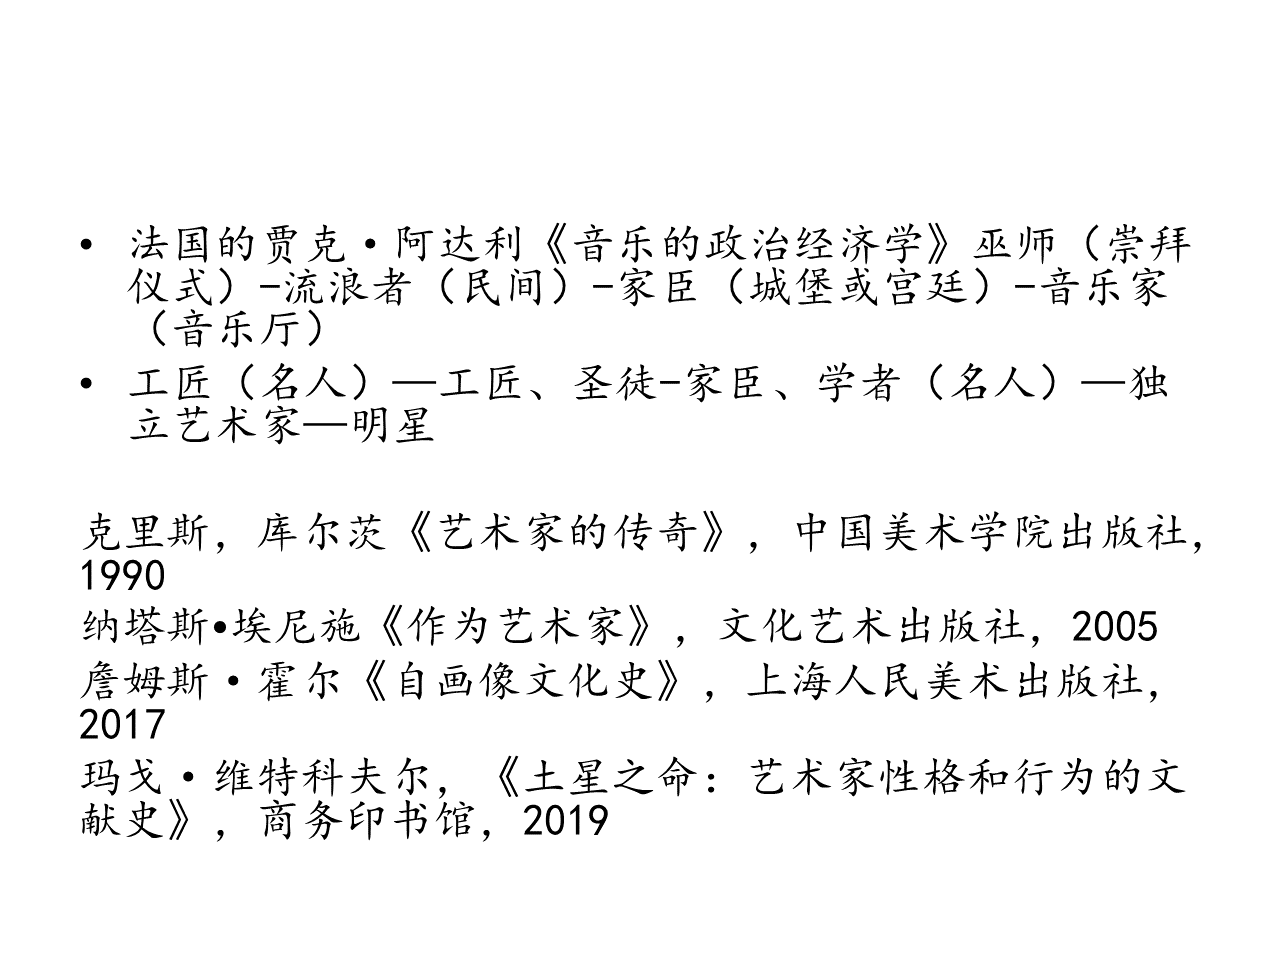 • 法国的贾克·阿达利《音乐的政治经济学》巫师（崇拜
仪式）-流浪者（民间）-家臣（城堡或宫廷）-音乐家
（音乐厅）
• 工匠（名人）—工匠、圣徒-家臣、学者（名人）—独
立艺术家—明星
克里斯，库尔茨《艺术家的传奇》，中国美术学院出版社，
1990
纳塔斯•埃尼施《作为艺术家》，文化艺术出版社，2005
詹姆斯·霍尔《自画像文化史》，上海人民美术出版社，
2017
玛戈·维特科夫尔，《土星之命：艺术家性格和行为的文
献史》，商务印书馆，2019